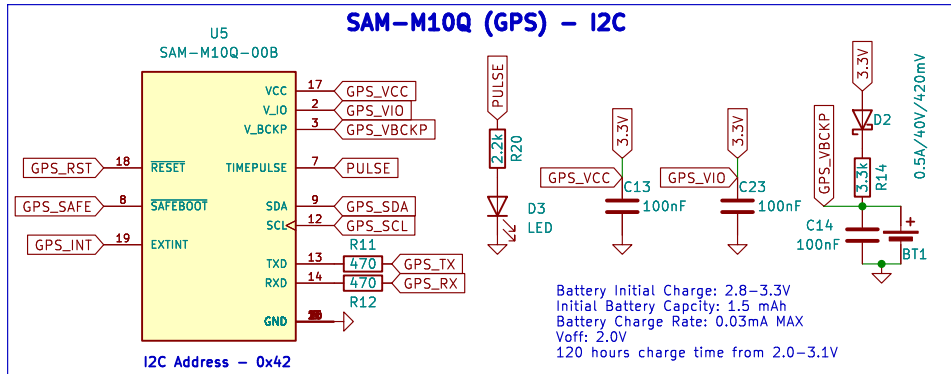 SAM-M10Q (GPS) - I2C
U5
SAM-M10Q-00B
VCC 17 GPS_VCC
V_IO 2 GPS_VIO
V_BCKP 3 GPS_VBCKP
GPS_RST 18 RESET
TIMEPULSE 7 PULSE
GPS_SAFE 8 SAFEBOOT
SDA 9 GPS_SDA
SCL 12 GPS_SCL
GPS_INT 19 EXTINT
R11
TXD 13 470 GPS_TX
RXD 14 470 GPS_RX
R12
GND
I2C Address - 0x42
PULSE
2.2k
R20
D3
LED
3.3V
GPS_VCC
C13
100nF
3.3V
GPS_VIO
C23
100nF
3.3V
D2
0.5A/40V/420mV
GPS_VBCKP
3.3k
R14
C14
100nF
+
BT1
Battery Initial Charge: 2.8-3.3V
Initial Battery Capcity: 1.5 mAh
Battery Charge Rate: 0.03mA MAX
Voff: 2.0V
120 hours charge time from 2.0-3.1V